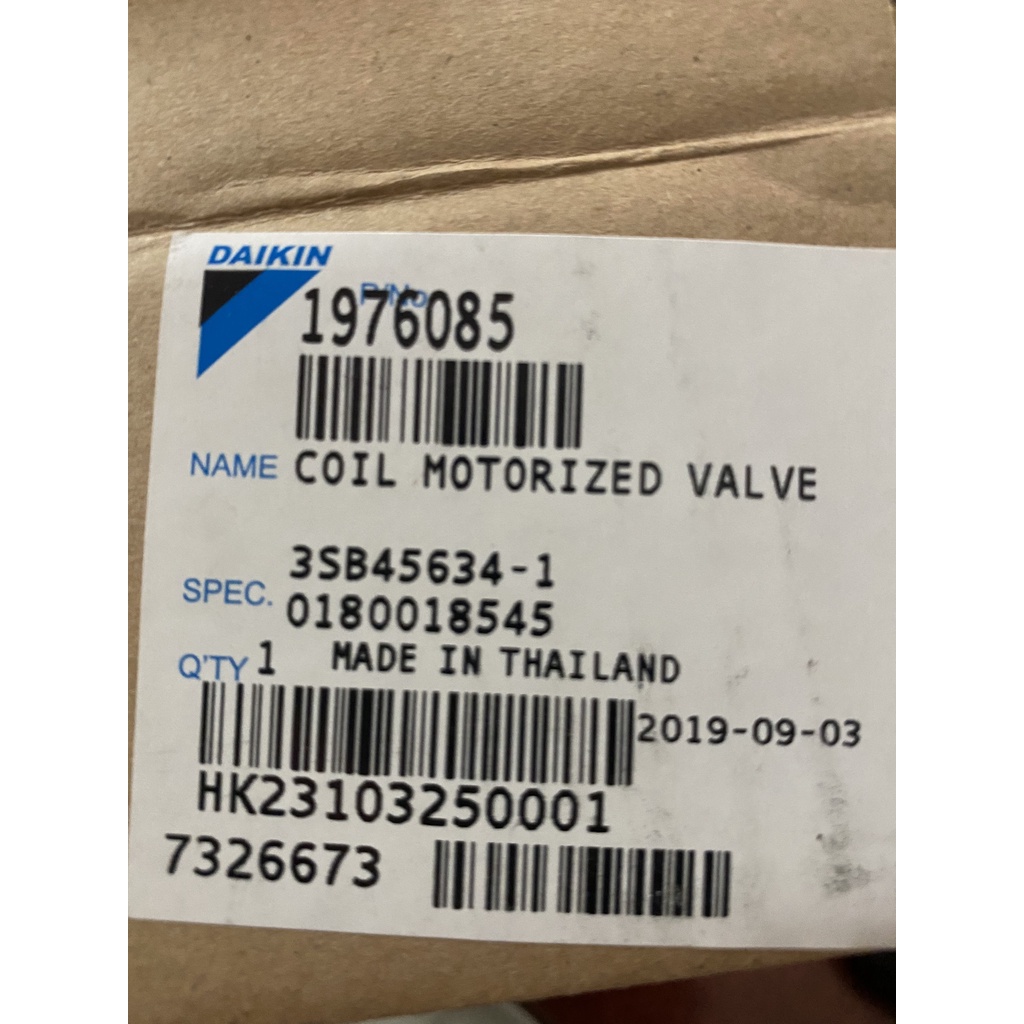 DAIKIN
P/No.
1976085
NAME COIL MOTORIZED VALVE
3SB45634-1
SPEC.
0180018545
Q'TY 1 MADE IN THAILAND
2019-09-03
HK23103250001
7326673